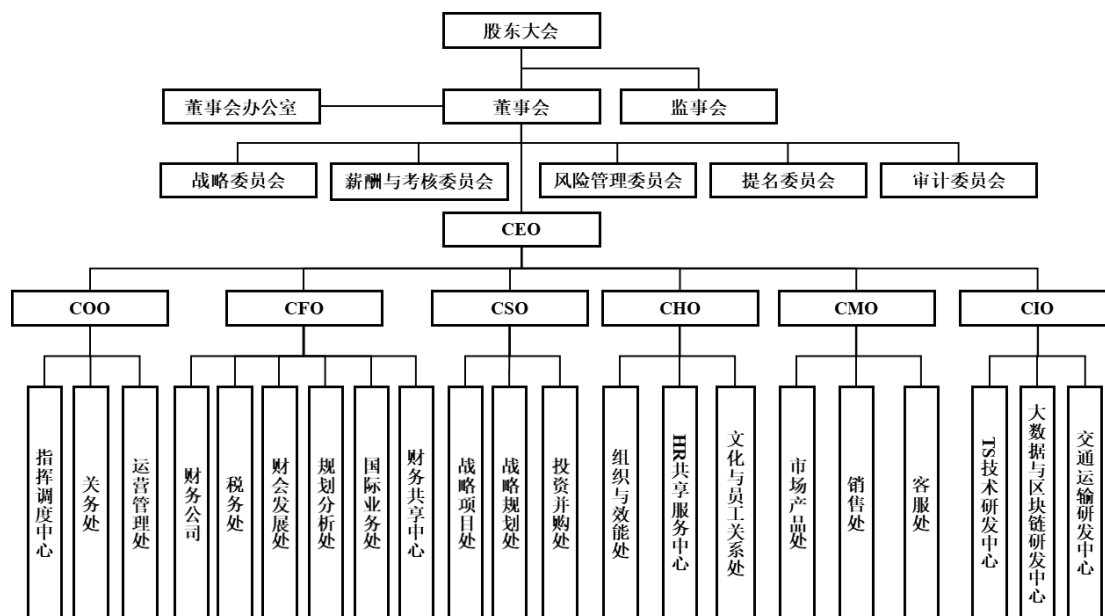 股东大会
董事会办公室
董事会
监事会
战略委员会
薪酬与考核委员会
风险管理委员会
提名委员会
审计委员会
CEO
COO
CFO
CSO
CHO
CMO
CIO
指挥调度中心
关务处
运营管理处
财务公司
税务处
财会发展处
规划分析处
国际业务处
财务共享中心
战略项目处
战略规划处
投资并购处
组织与效能处
HR共享服务中心
文化与员工关系处
市场产品处
销售处
客服处
TS技术研发中心
大数据与区块链研发中心
交通运输研发中心